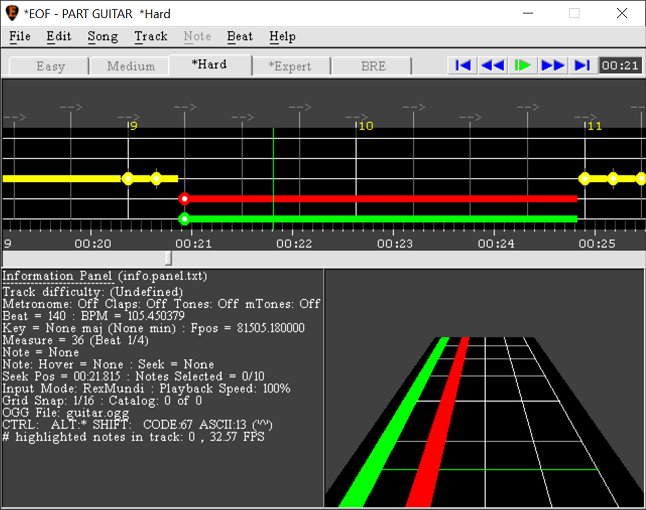 *EOF - PART GUITAR  *Hard
File Edit Song Track Note Beat Help
Easy Medium *Hard *Expert BRE 00:21
--> --> --> --> --> -->
--> 9 --> --> --> --> 10 --> --> --> --> 11
9 00:20 00:21 00:22 00:23 00:24 00:25
Information Panel (info.panel.txt)
----------------------------
Track difficulty: (Undefined)
Metronome: Off Claps: Off Tones: Off mTones: Off
Beat = 140 : BPM = 105.450379
Key = None maj (None min) : Fpos = 81505.180000
Measure = 36 (Beat 1/4)
Note = None
Note: Hover = None : Seek = None
Seek Pos = 00:21.815 : Notes Selected = 0/10
Input Mode: RexMundi : Playback Speed: 100%
Grid Snap: 1/16 : Catalog: 0 of 0
OGG File: guitar.ogg
CTRL:  ALT:* SHIFT:  CODE:67 ASCII:13 ('^')
# highlighted notes in track: 0 , 32.57 FPS